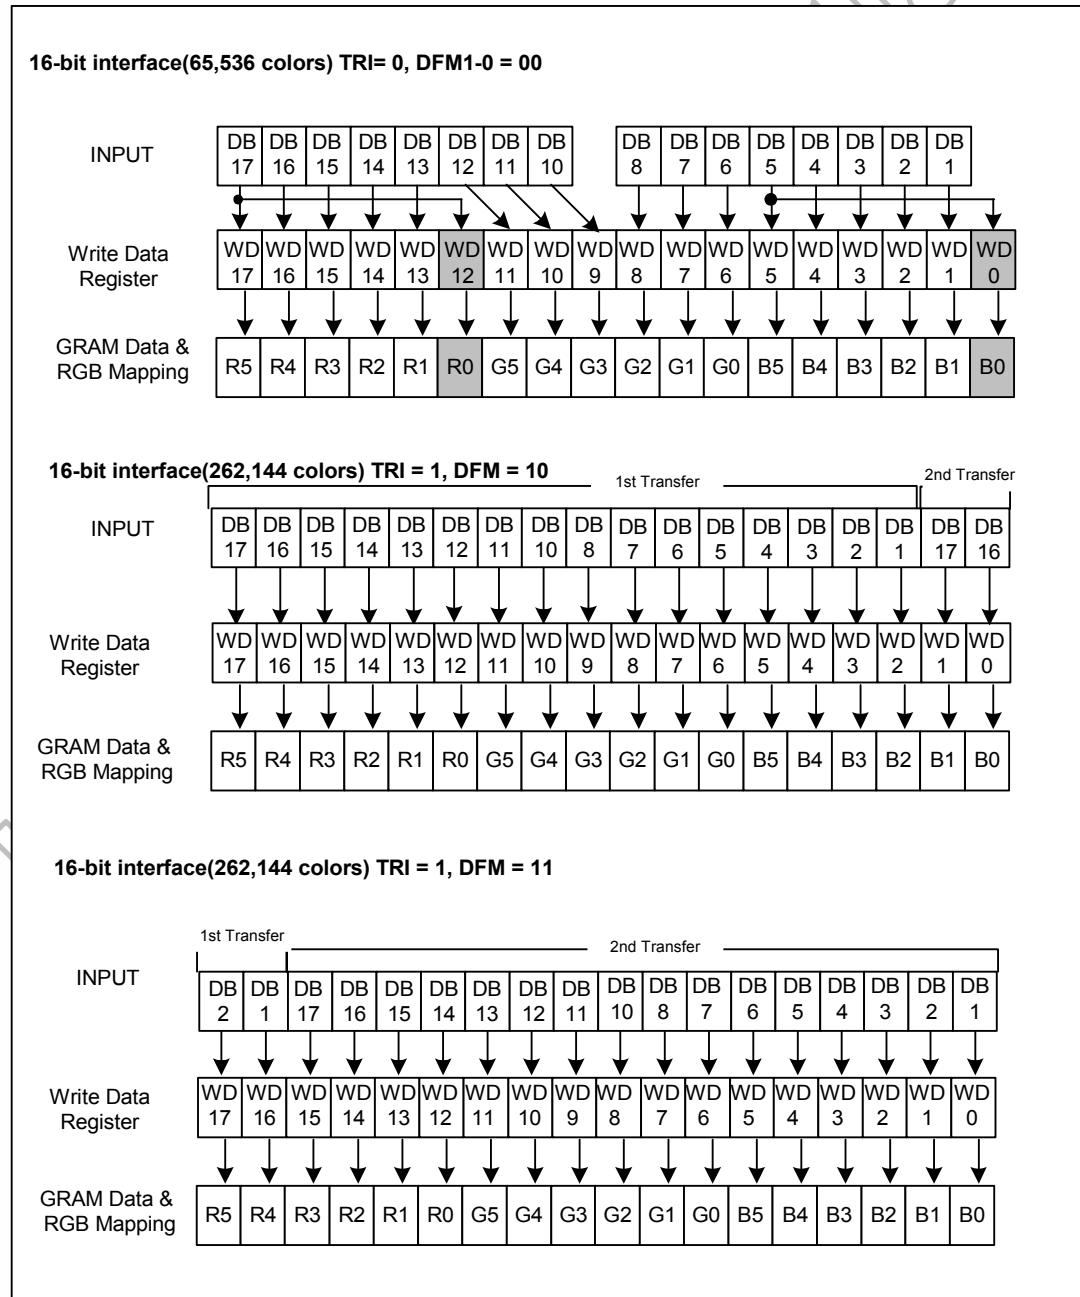 16-bit interface(65,536 colors) TRI= 0, DFM1-0 = 00
INPUT
DB 17 DB 16 DB 15 DB 14 DB 13 DB 12 DB 11 DB 10 DB 8 DB 7 DB 6 DB 5 DB 4 DB 3 DB 2 DB 1
Write Data Register
WD 17 WD 16 WD 15 WD 14 WD 13 WD 12 WD 11 WD 10 WD 9 WD 8 WD 7 WD 6 WD 5 WD 4 WD 3 WD 2 WD 1 WD 0
GRAM Data & RGB Mapping
R5 R4 R3 R2 R1 R0 G5 G4 G3 G2 G1 G0 B5 B4 B3 B2 B1 B0
16-bit interface(262,144 colors) TRI = 1, DFM = 10
1st Transfer 2nd Transfer
INPUT
DB 17 DB 16 DB 15 DB 14 DB 13 DB 12 DB 11 DB 10 DB 8 DB 7 DB 6 DB 5 DB 4 DB 3 DB 2 DB 1 DB 17 DB 16
Write Data Register
WD 17 WD 16 WD 15 WD 14 WD 13 WD 12 WD 11 WD 10 WD 9 WD 8 WD 7 WD 6 WD 5 WD 4 WD 3 WD 2 WD 1 WD 0
GRAM Data & RGB Mapping
R5 R4 R3 R2 R1 R0 G5 G4 G3 G2 G1 G0 B5 B4 B3 B2 B1 B0
16-bit interface(262,144 colors) TRI = 1, DFM = 11
1st Transfer 2nd Transfer
INPUT
DB 2 DB 1 DB 17 DB 16 DB 15 DB 14 DB 13 DB 12 DB 11 DB 10 DB 8 DB 7 DB 6 DB 5 DB 4 DB 3 DB 2 DB 1
Write Data Register
WD 17 WD 16 WD 15 WD 14 WD 13 WD 12 WD 11 WD 10 WD 9 WD 8 WD 7 WD 6 WD 5 WD 4 WD 3 WD 2 WD 1 WD 0
GRAM Data & RGB Mapping
R5 R4 R3 R2 R1 R0 G5 G4 G3 G2 G1 G0 B5 B4 B3 B2 B1 B0